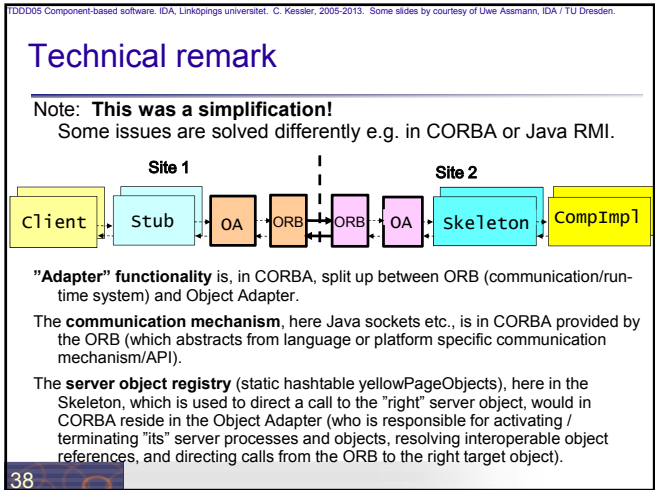 TDDD05 Component-based software. IDA, Linköpings universitet. C. Kessler, 2005-2013. Some slides by courtesy of Uwe Assmann, IDA / TU Dresden.
Technical remark
Note: This was a simplification!
Some issues are solved differently e.g. in CORBA or Java RMI.
Site 1
Site 2
Client
Stub
OA
ORB
ORB
OA
Skeleton
CompImpl
”Adapter” functionality is, in CORBA, split up between ORB (communication/run-
time system) and Object Adapter.
The communication mechanism, here Java sockets etc., is in CORBA provided by
the ORB (which abstracts from language or platform specific communication
mechanism/API).
The server object registry (static hashtable yellowPageObjects), here in the
Skeleton, which is used to direct a call to the ”right” server object, would in
CORBA reside in the Object Adapter (who is responsible for activating /
terminating ”its” server processes and objects, resolving interoperable object
references, and directing calls from the ORB to the right target object).
38